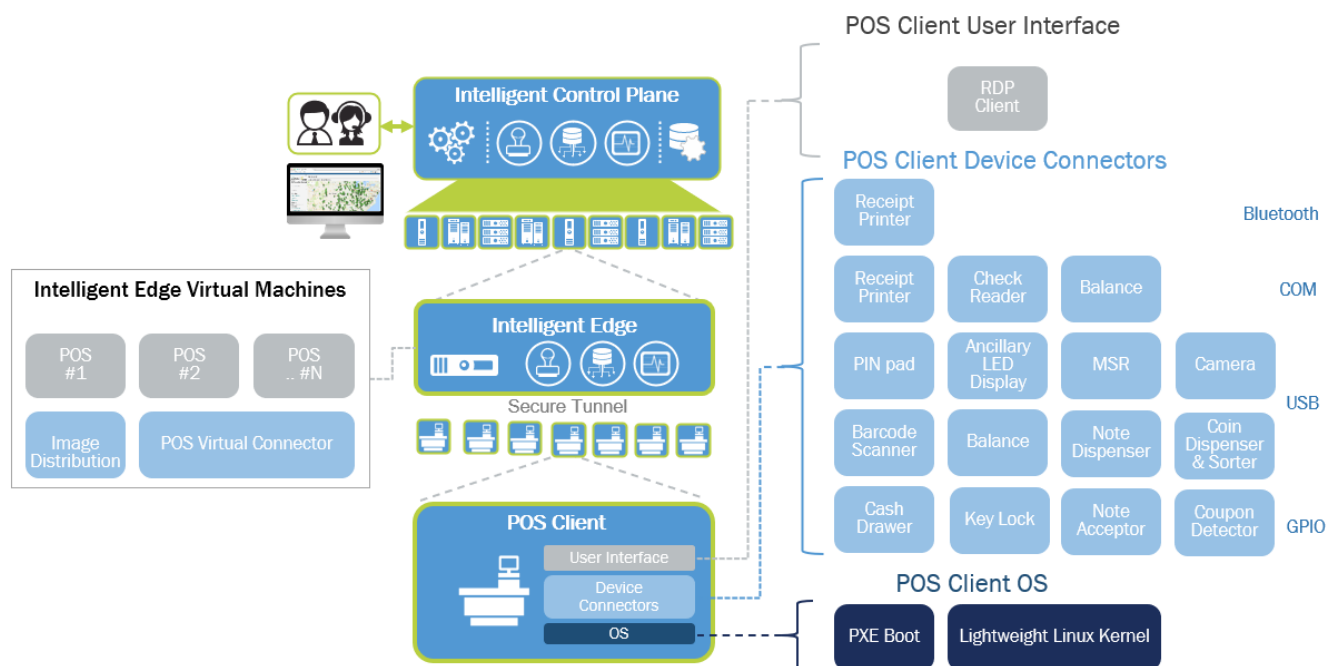 POS Client User Interface
RDP
Client
Intelligent Control Plane
POS Client Device Connectors
Receipt
Printer
Bluetooth
Receipt
Printer
Check
Reader
Balance
COM
Intelligent Edge Virtual Machines
POS
#1
POS
#2
POS
.. #N
Image
Distribution
POS Virtual Connector
Intelligent Edge
Secure Tunnel
PIN pad
Ancillary
LED
Display
MSR
Camera
USB
Barcode
Scanner
Balance
Note
Dispenser
Coin
Dispenser
& Sorter
Cash
Drawer
Key Lock
Note
Acceptor
Coupon
Detector
GPIO
POS Client
User Interface
Device
Connectors
OS
POS Client OS
PXE Boot
Lightweight Linux Kernel